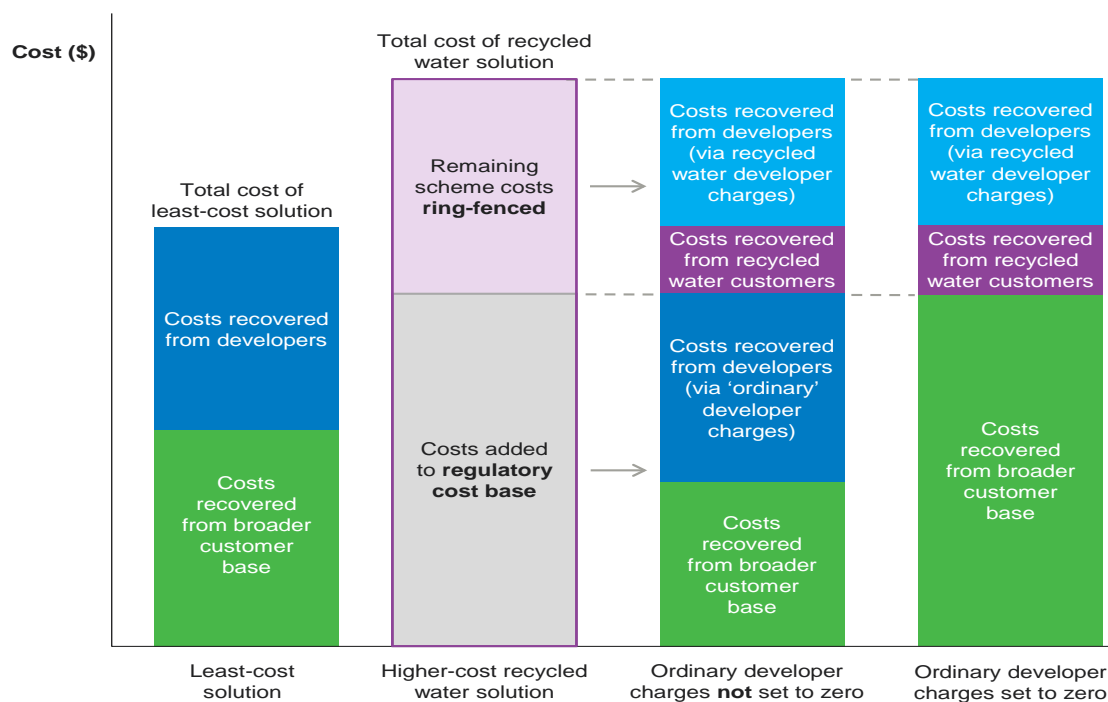 Cost ($)
Total cost of
least-cost solution
Costs recovered
from developers
Costs
recovered
from broader
customer
base
Least-cost
solution
Total cost of recycled
water solution
Remaining
scheme costs
ring-fenced
Costs added
to regulatory
cost base
Higher-cost recycled
water solution
Costs recovered
from developers
(via recycled
water developer
charges)
Costs recovered
from recycled
water customers
Costs recovered
from developers
(via ‘ordinary’
developer
charges)
Costs
recovered
from broader
customer
base
Ordinary developer
charges not set to zero
Costs recovered
from developers
(via recycled
water developer
charges)
Costs recovered
from recycled
water customers
Costs
recovered
from broader
customer
base
Ordinary developer
charges set to zero